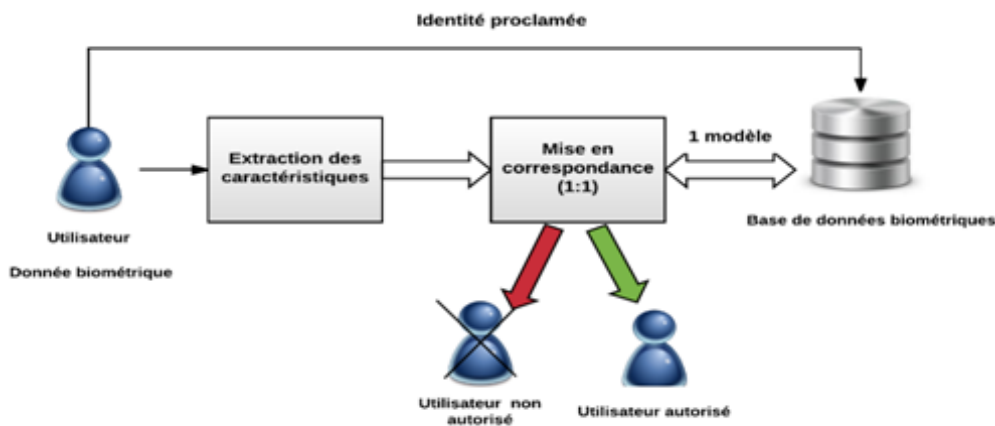 Identité proclamée
Extraction des
caractéristiques
Mise en
correspondance
(1:1)
1 modèle
Utilisateur
Donnée biométrique
Base de données biométriques
Utilisateur non
autorisé
Utilisateur autorisé